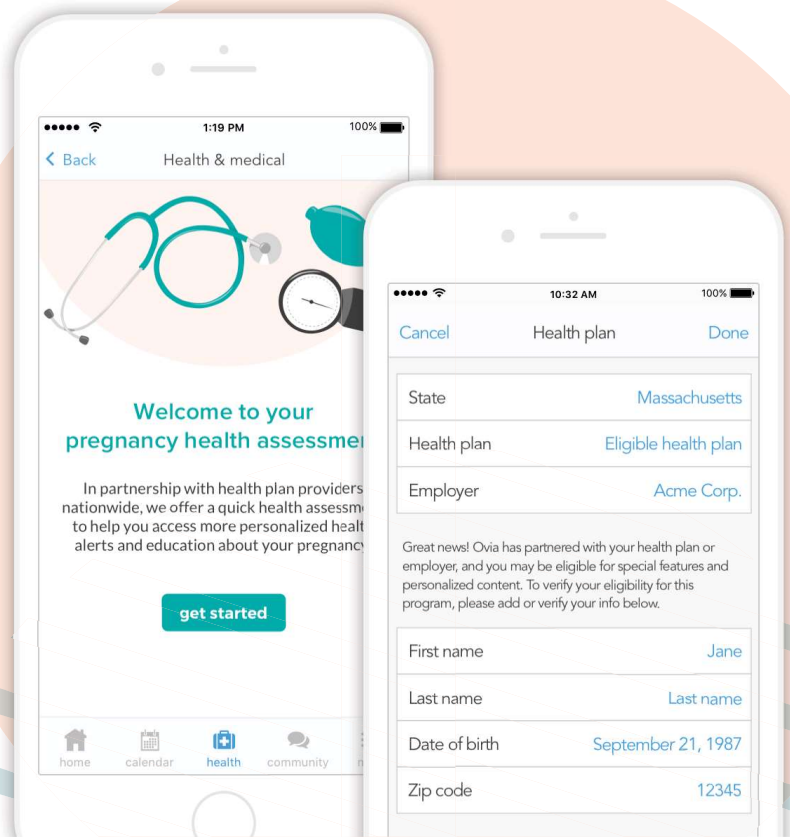 1:19 PM
100%
Back
Health & medical
Welcome to your
pregnancy health
In partnership with health plan providers
nationwide, we offer a quick health
to help you access more personalized
alerts and education about your
get started
home
calendar
health
community
10:32 AM
100%
Cancel
Health plan
Done
State
Massachusetts
Health plan
Eligible health plan
Employer
Acme Corp.
Great news! Ovia has partnered with your health plan or
employer, and you may be eligible for special features and
personalized content. To verify your eligibility for this
program, please add or verify your info below.
First name
Jane
Last name
Last name
Date of birth
September 21, 1987
Zip code
12345